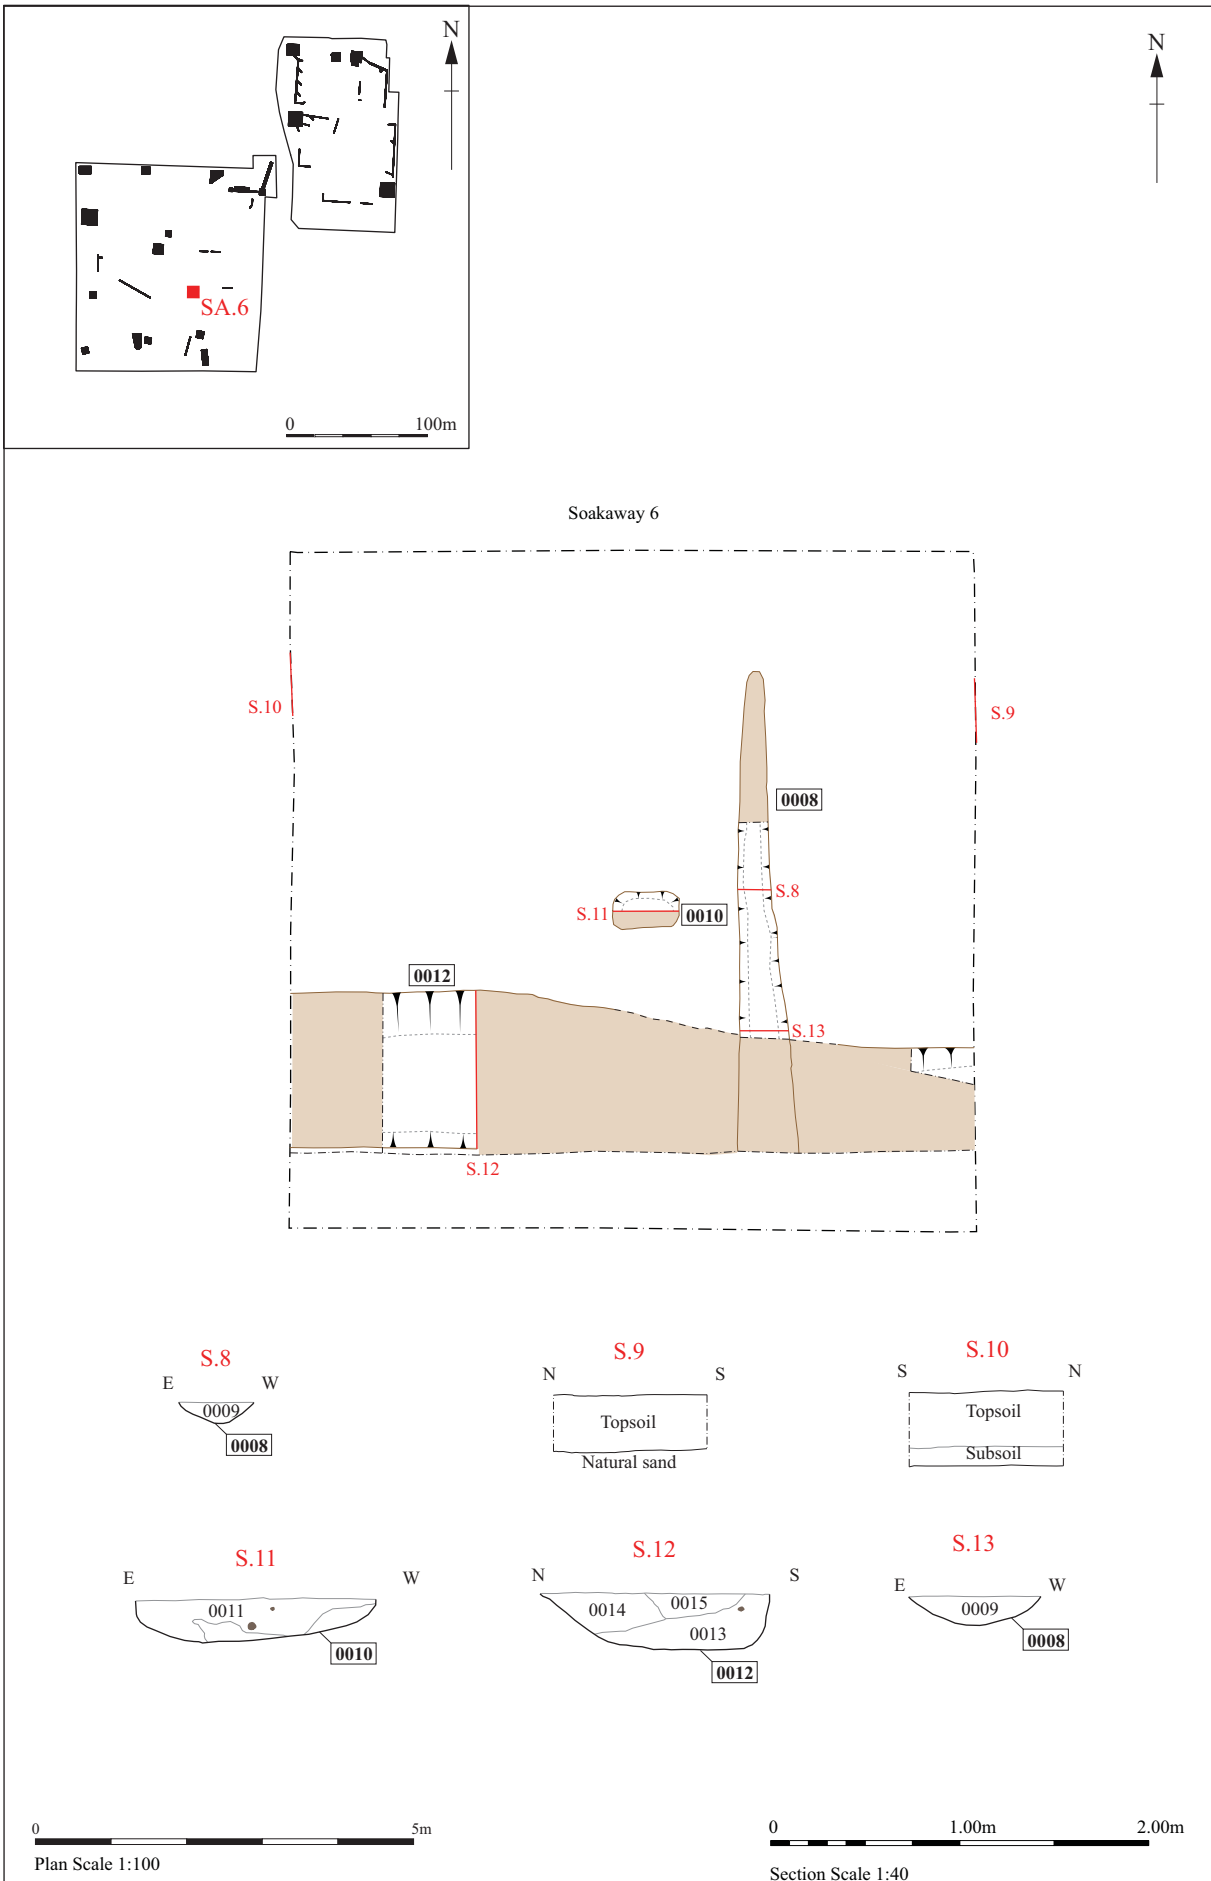 N
N
SA.6
0 100m
Soakaway 6
S.10
S.9
0008
S.8
S.11
0010
0012
S.13
S.12
S.8
E W
0009
0008
S.9
N S
Topsoil
Natural sand
S.10
S N
Topsoil
Subsoil
S.11
E W
0011
0010
S.12
N S
0014 0015
0013
0012
S.13
E W
0009
0008
0 5m
Plan Scale 1:100
0 1.00m 2.00m
Section Scale 1:40